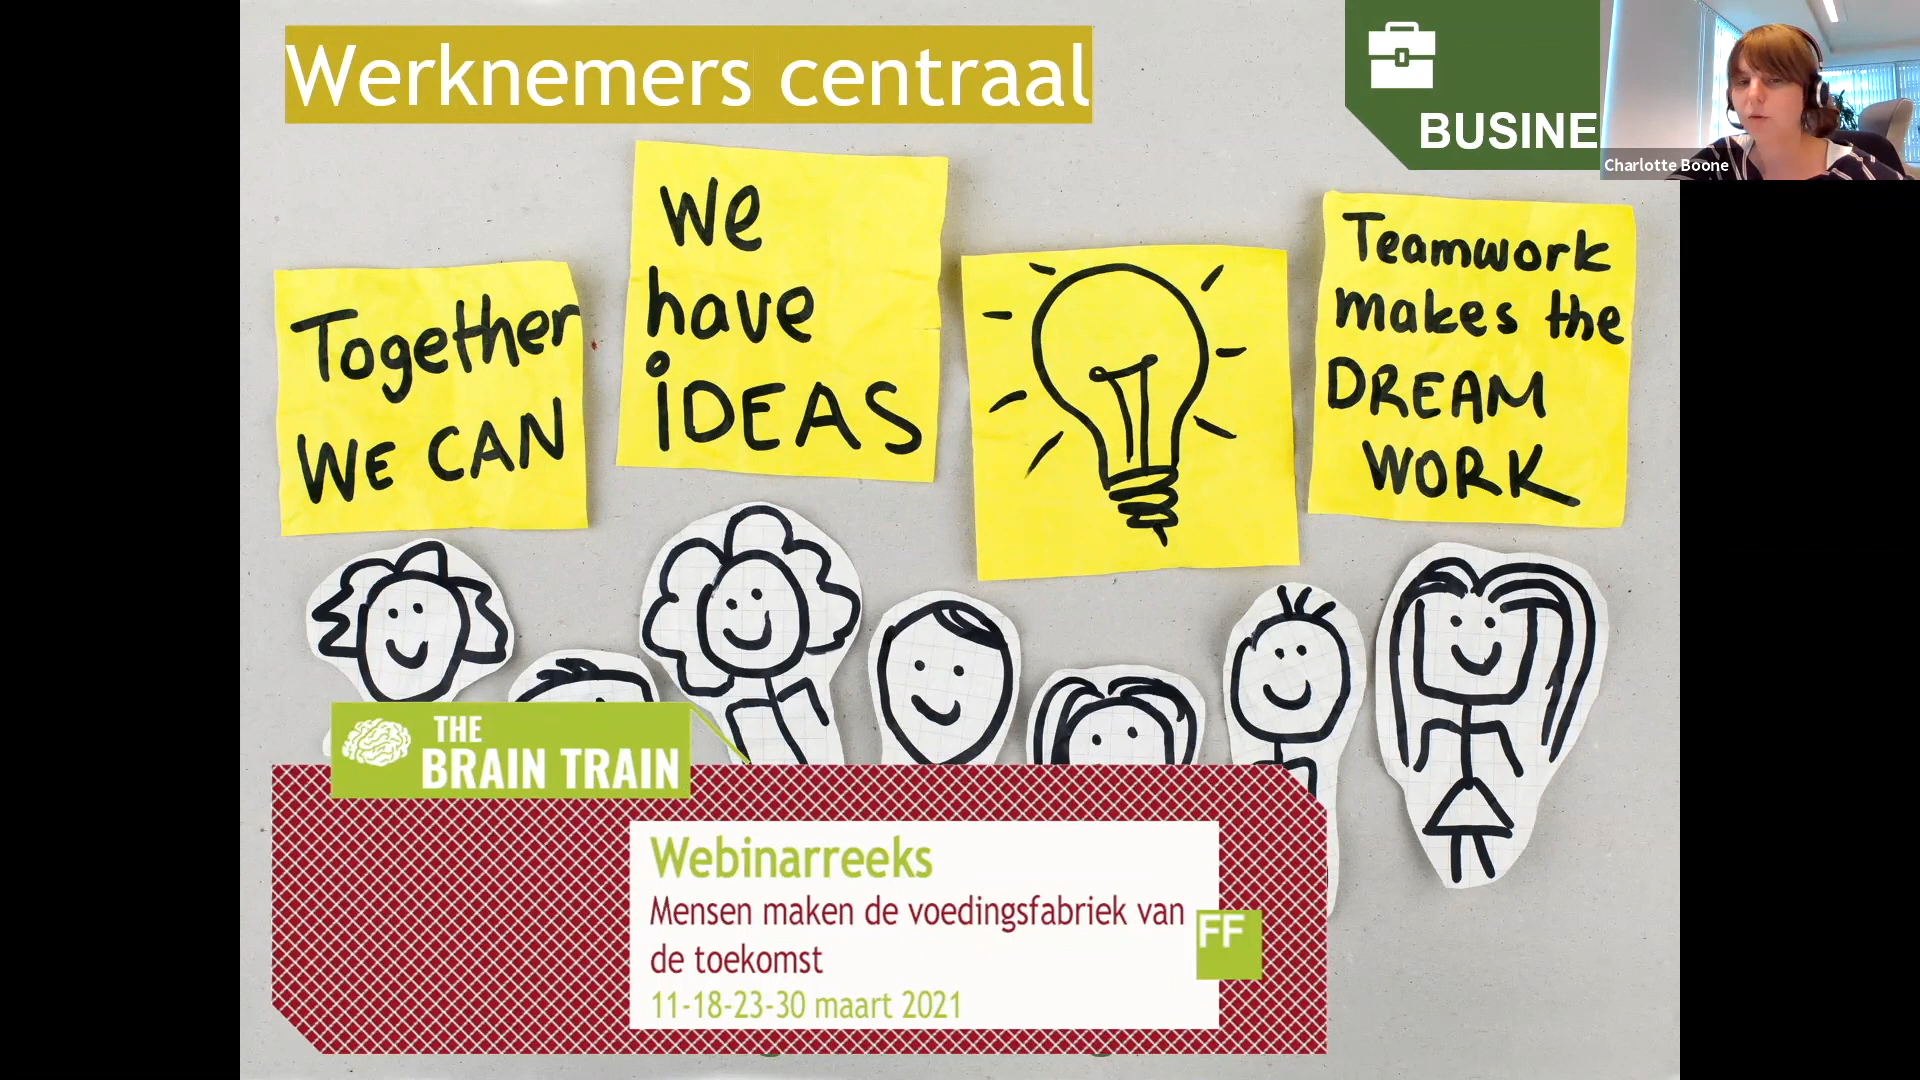 Werknemers centraal
BUSINE
Charlotte Boone
Together
WE CAN
We
have
iDEAS
Teamwork
makes the
DREAM
WORK
THE
BRAIN TRAIN
Webinarreeks
Mensen maken de voedingsfabriek van
de toekomst
FF
11-18-23-30 maart 2021